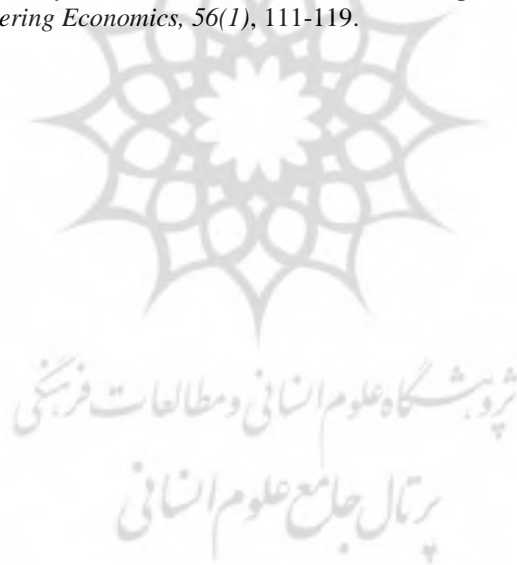 ering Economics, 56(1), 111-119.
پژوهشگاه علوم انسانی و مطالعات فرهنگی
پرتال جامع علوم انسانی